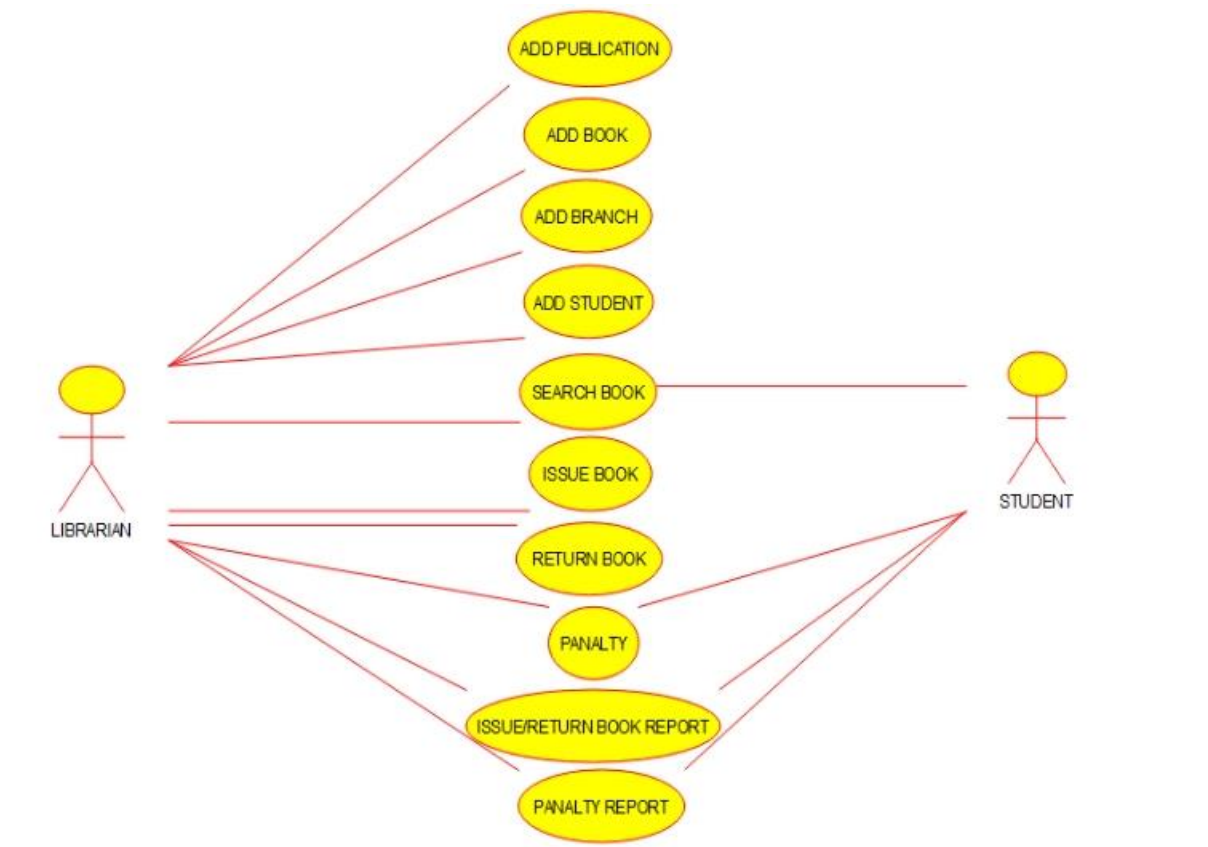 ADD PUBLICATION
ADD BOOK
ADD BRANCH
ADD STUDENT
SEARCH BOOK
ISSUE BOOK
RETURN BOOK
PANALTY
ISSUE/RETURN BOOK REPORT
PANALTY REPORT
LIBRARIAN
STUDENT